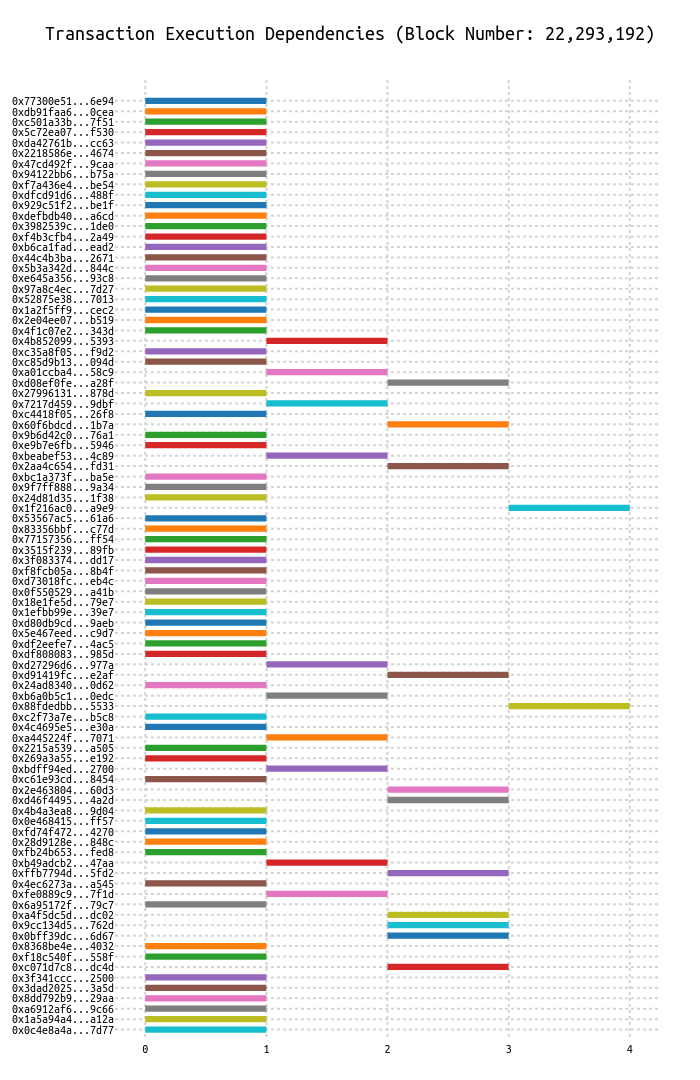 Transaction Execution Dependencies (Block Number: 22,293,192)
0x77300e51...6e94
0xdb91faa6...0cea
0xc501a33b...7f51
0x5c72ea07...f530
0xda42761b...cc63
0x2218586e...4674
0x47cd492f...9caa
0x94122bb6...b75a
0xf7a436e4...be54
0xdfcd91d6...488f
0x929c51f2...be1f
0xdefbdb40...a6cd
0x3982539c...1de0
0xf4b3cfb4...2a49
0xb6ca1fad...ead2
0x44c4b3ba...2671
0x5b3a342d...844c
0xe645a356...93c8
0x97a8c4ec...7d27
0x52875e38...7013
0x1a2f5ff9...cec2
0x2e04ee07...b519
0x4f1c07e2...343d
0x4b852099...5393
0xc35a8f05...f9d2
0xc85d9b13...094d
0xa01ccba4...58c9
0xd08ef0fe...a28f
0x27996131...878d
0x7217d459...9dbf
0xc4418f05...26f8
0x60f6bdcd...1b7a
0x9b6d42c0...76a1
0xe9b7e6fb...5946
0xbeabef53...4c89
0x2aa4c654...fd31
0xbc1a373f...ba5e
0x9f7ff888...9a34
0x24d81d35...1f38
0x1f216ac0...a9e9
0x53567ac5...61a6
0x83356bbf...c77d
0x77157356...ff54
0x3515f23f...89fb
0x3f083374...dd17
0xf8fcb05a...8b4f
0xd73018fc...eb4c
0x0f550529...a41b
0x18e1fe5d...79e7
0x1efbb99e...39e7
0xd80db9cd...9aeb
0x5e467eed...c9d7
0xdf2eefe7...4ac5
0xdf808083...985d
0xd27296d6...977a
0xd91419fc...e2af
0x24ad8340...0d62
0xb6a0b5c1...0edc
0x88fdedbb...5533
0xc2f73a7e...b5c8
0x4c4695e5...e30a
0xa445224f...7071
0x2215a539...a505
0x269a3a55...e192
0xbdff94ed...2700
0xc61e93cd...8454
0x2e463804...60d3
0xd46f4495...4a2d
0x4b4a3ea8...9d04
0x0e468415...ff57
0xfd74f472...4270
0x28d9128e...848c
0xfb24b653...fed8
0xb49adcb2...47aa
0xffb7794d...5fd2
0x4ec6273a...a545
0xfe0889c9...7f1d
0x6a95172f...79c7
0xa4f5dc5d...dc02
0x9cc134d5...762d
0x0bff39dc...6d67
0x8368be4e...4032
0xf18c540f...558f
0xc071d7c8...dc4d
0x3f341ccc...2500
0x3dad2025...3a5d
0x8dd792b9...29aa
0xa6912af6...9c66
0x1a5a94a4...a12a
0x0c4e8a4a...7d77
0 1 2 3 4